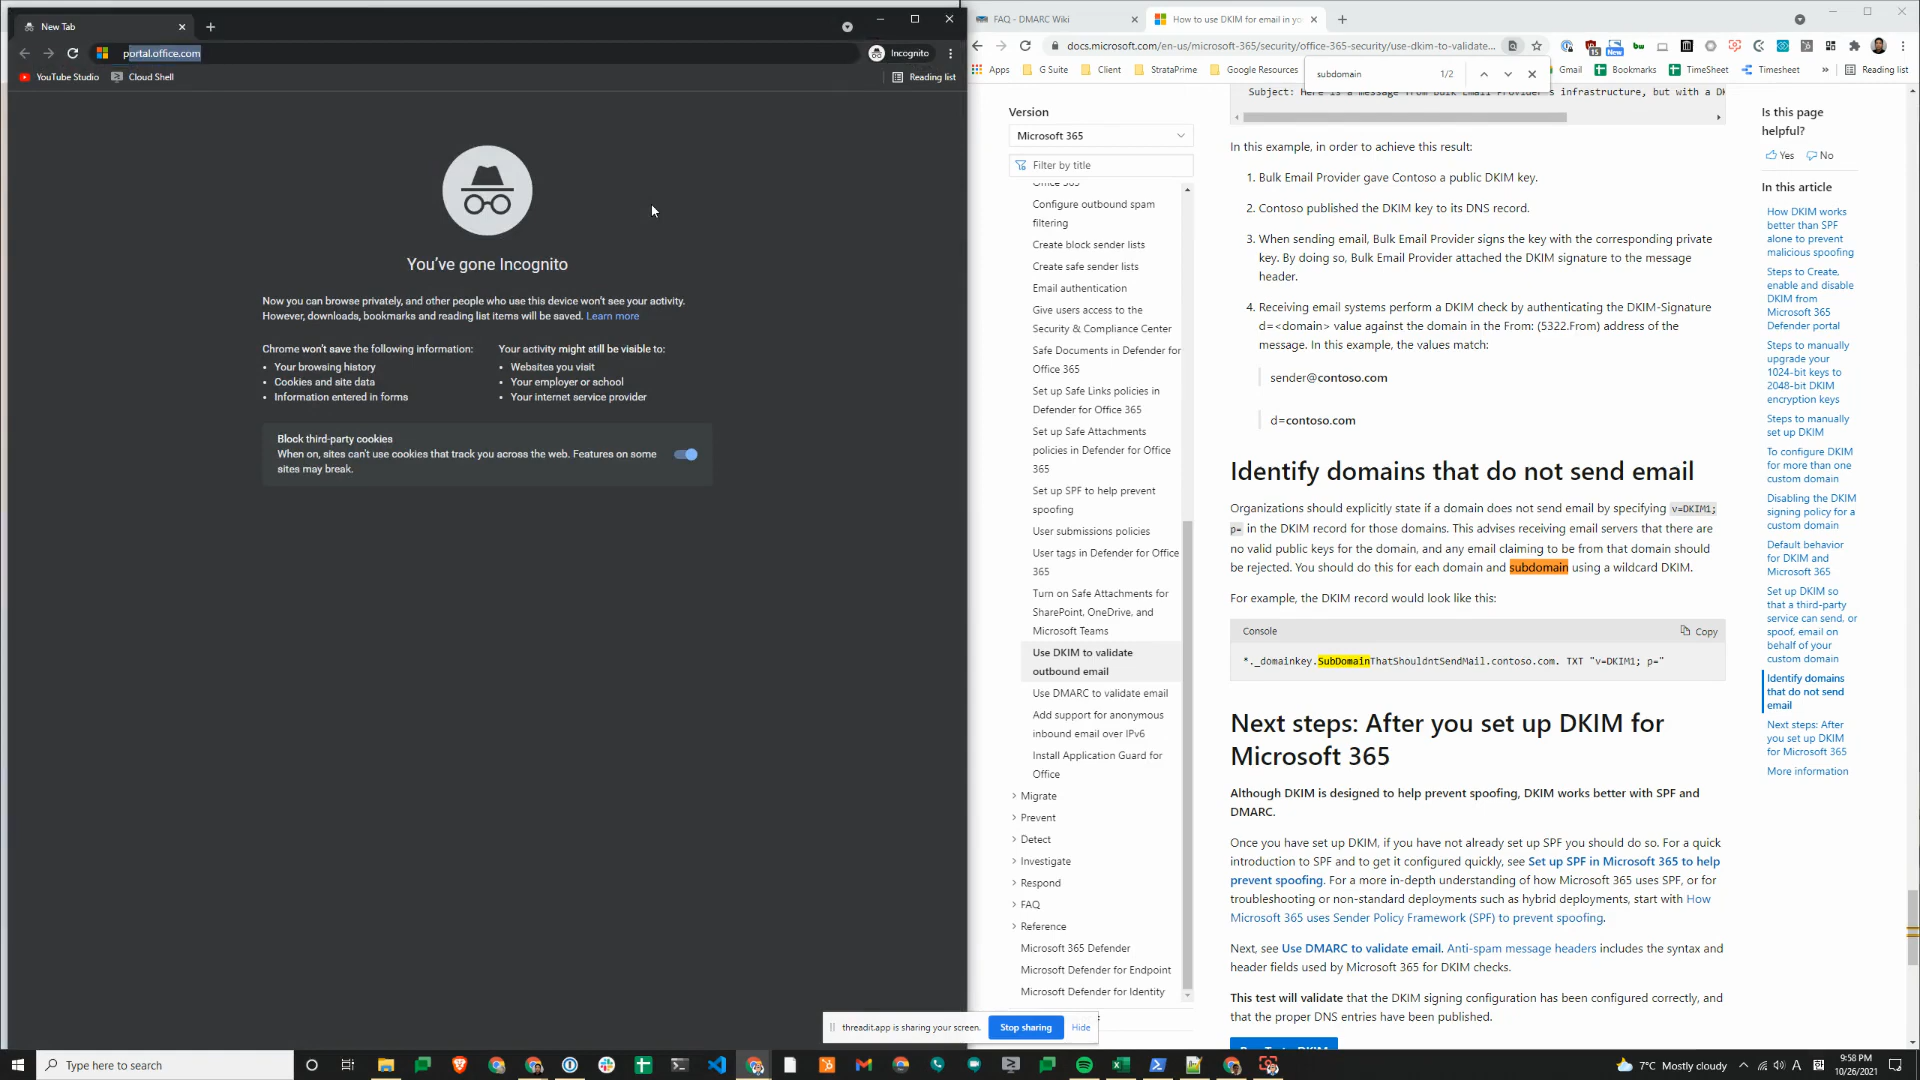 New Tab
portal.office.com
Incognito
YouTube Studio
Cloud Shell
Reading list
You've gone Incognito
Now you can browse privately, and other people who use this device won't see your activity.
However, downloads, bookmarks and reading list items will be saved. Learn more
Chrome won't save the following information:
Your browsing history
Cookies and site data
Information entered in forms
Your activity might still be visible to:
Websites you visit
Your employer or school
Your internet service provider
Block third-party cookies
When on, sites can't use cookies that track you across the web. Features on some
sites may break.
FAQ - DMARC Wiki
How to use DKIM for email in yo
docs.microsoft.com/en-us/microsoft-365/security/office-365-security/use-dkim-to-validate...
Apps
G Suite
Client
StrataPrime
Google Resources
subdomain
1/2
Gmail
Bookmarks
TimeSheet
Timesheet
»
Reading list
Version
Microsoft 365
Filter by title
Office 365
Configure outbound spam
filtering
Create block sender lists
Create safe sender lists
Email authentication
Give users access to the
Security & Compliance Center
Safe Documents in Defender for
Office 365
Set up Safe Links policies in
Defender for Office 365
Set up Safe Attachments
policies in Defender for Office
365
Set up SPF to help prevent
spoofing
User submissions policies
User tags in Defender for Office
365
Turn on Safe Attachments for
SharePoint, OneDrive, and
Microsoft Teams
Use DKIM to validate
outbound email
Use DMARC to validate email
Add support for anonymous
inbound email over IPv6
Install Application Guard for
Office
Migrate
Prevent
Detect
Investigate
Respond
FAQ
Reference
Microsoft 365 Defender
Microsoft Defender for Endpoint
Microsoft Defender for Identity
Subject: Here is a message from Bulk Email Provider's infrastructure, but with a DK
In this example, in order to achieve this result:
1. Bulk Email Provider gave Contoso a public DKIM key.
2. Contoso published the DKIM key to its DNS record.
3. When sending email, Bulk Email Provider signs the key with the corresponding private
key. By doing so, Bulk Email Provider attached the DKIM signature to the message
header.
4. Receiving email systems perform a DKIM check by authenticating the DKIM-Signature
d=<domain> value against the domain in the From: (5322.From) address of the
message. In this example, the values match:
sender@contoso.com
d=contoso.com
Identify domains that do not send email
Organizations should explicitly state if a domain does not send email by specifying v=DKIM1;
p= in the DKIM record for those domains. This advises receiving email servers that there are
no valid public keys for the domain, and any email claiming to be from that domain should
be rejected. You should do this for each domain and subdomain using a wildcard DKIM.
For example, the DKIM record would look like this:
Console
Copy
*._domainkey.SubDomainThatShouldntSendMail.contoso.com. TXT "v=DKIM1; p="
Next steps: After you set up DKIM for
Microsoft 365
Although DKIM is designed to help prevent spoofing, DKIM works better with SPF and
DMARC.
Once you have set up DKIM, if you have not already set up SPF you should do so. For a quick
introduction to SPF and to get it configured quickly, see Set up SPF in Microsoft 365 to help
prevent spoofing. For a more in-depth understanding of how Microsoft 365 uses SPF, or for
troubleshooting or non-standard deployments such as hybrid deployments, start with How
Microsoft 365 uses Sender Policy Framework (SPF) to prevent spoofing.
Next, see Use DMARC to validate email. Anti-spam message headers includes the syntax and
header fields used by Microsoft 365 for DKIM checks.
This test will validate that the DKIM signing configuration has been configured correctly, and
that the proper DNS entries have been published.
Is this page
helpful?
Yes
No
In this article
How DKIM works
better than SPF
alone to prevent
malicious spoofing
Steps to Create,
enable and disable
DKIM from
Microsoft 365
Defender portal
Steps to manually
upgrade your
1024-bit keys to
2048-bit DKIM
encryption keys
Steps to manually
set up DKIM
To configure DKIM
for more than one
custom domain
Disabling the DKIM
signing policy for a
custom domain
Default behavior
for DKIM and
Microsoft 365
Set up DKIM so
that a third-party
service can send, or
spoof, email on
behalf of your
custom domain
Identify domains
that do not send
email
Next steps: After
you set up DKIM
for Microsoft 365
More information
threadit.app is sharing your screen.
Stop sharing
Hide
Type here to search
7°C Mostly cloudy
A
9:58 PM
10/26/2021